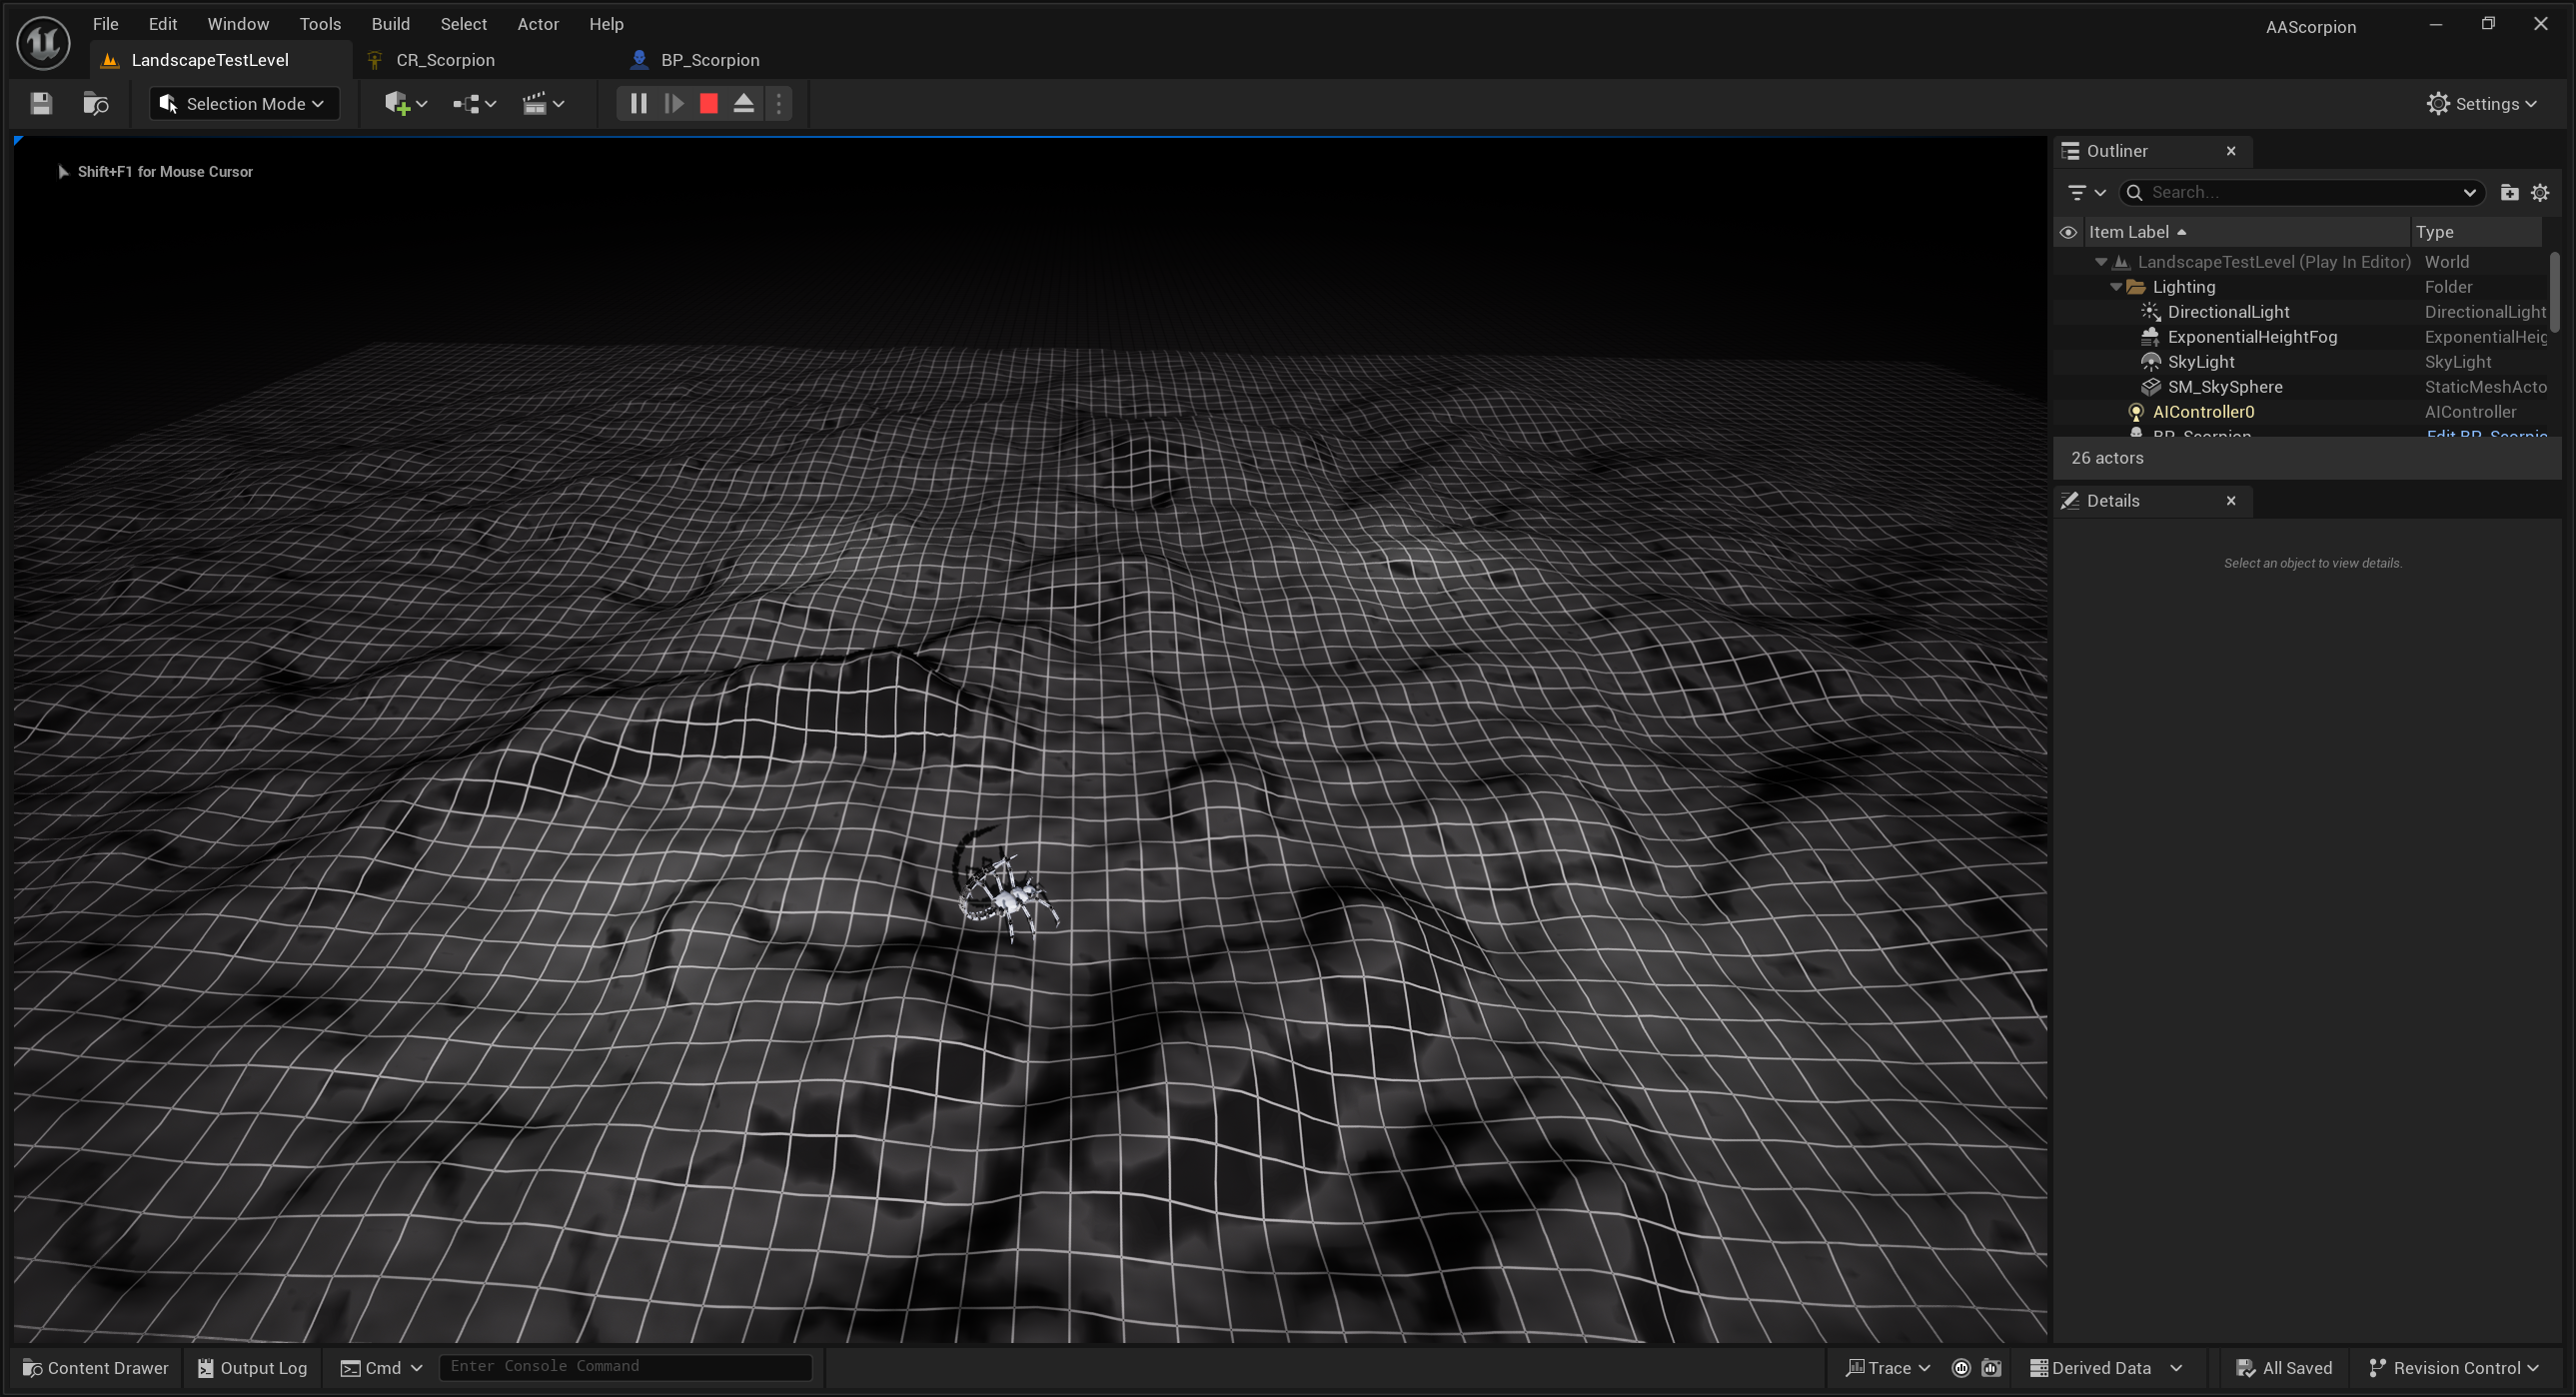 File Edit Window Tools Build Select Actor Help
AAScorpion
LandscapeTestLevel CR_Scorpion BP_Scorpion
Selection Mode
Settings
Shift+F1 for Mouse Cursor
Outliner
Search...
Item Label Type
LandscapeTestLevel (Play In Editor) World
Lighting Folder
DirectionalLight DirectionalLight
ExponentialHeightFog ExponentialHeig
SkyLight SkyLight
SM_SkySphere StaticMeshActo
AIController0 AIController
BP_Scorpion Edit BP_Scorpio
26 actors
Details
Select an object to view details.
Content Drawer Output Log Cmd Enter Console Command
Trace Derived Data All Saved Revision Control